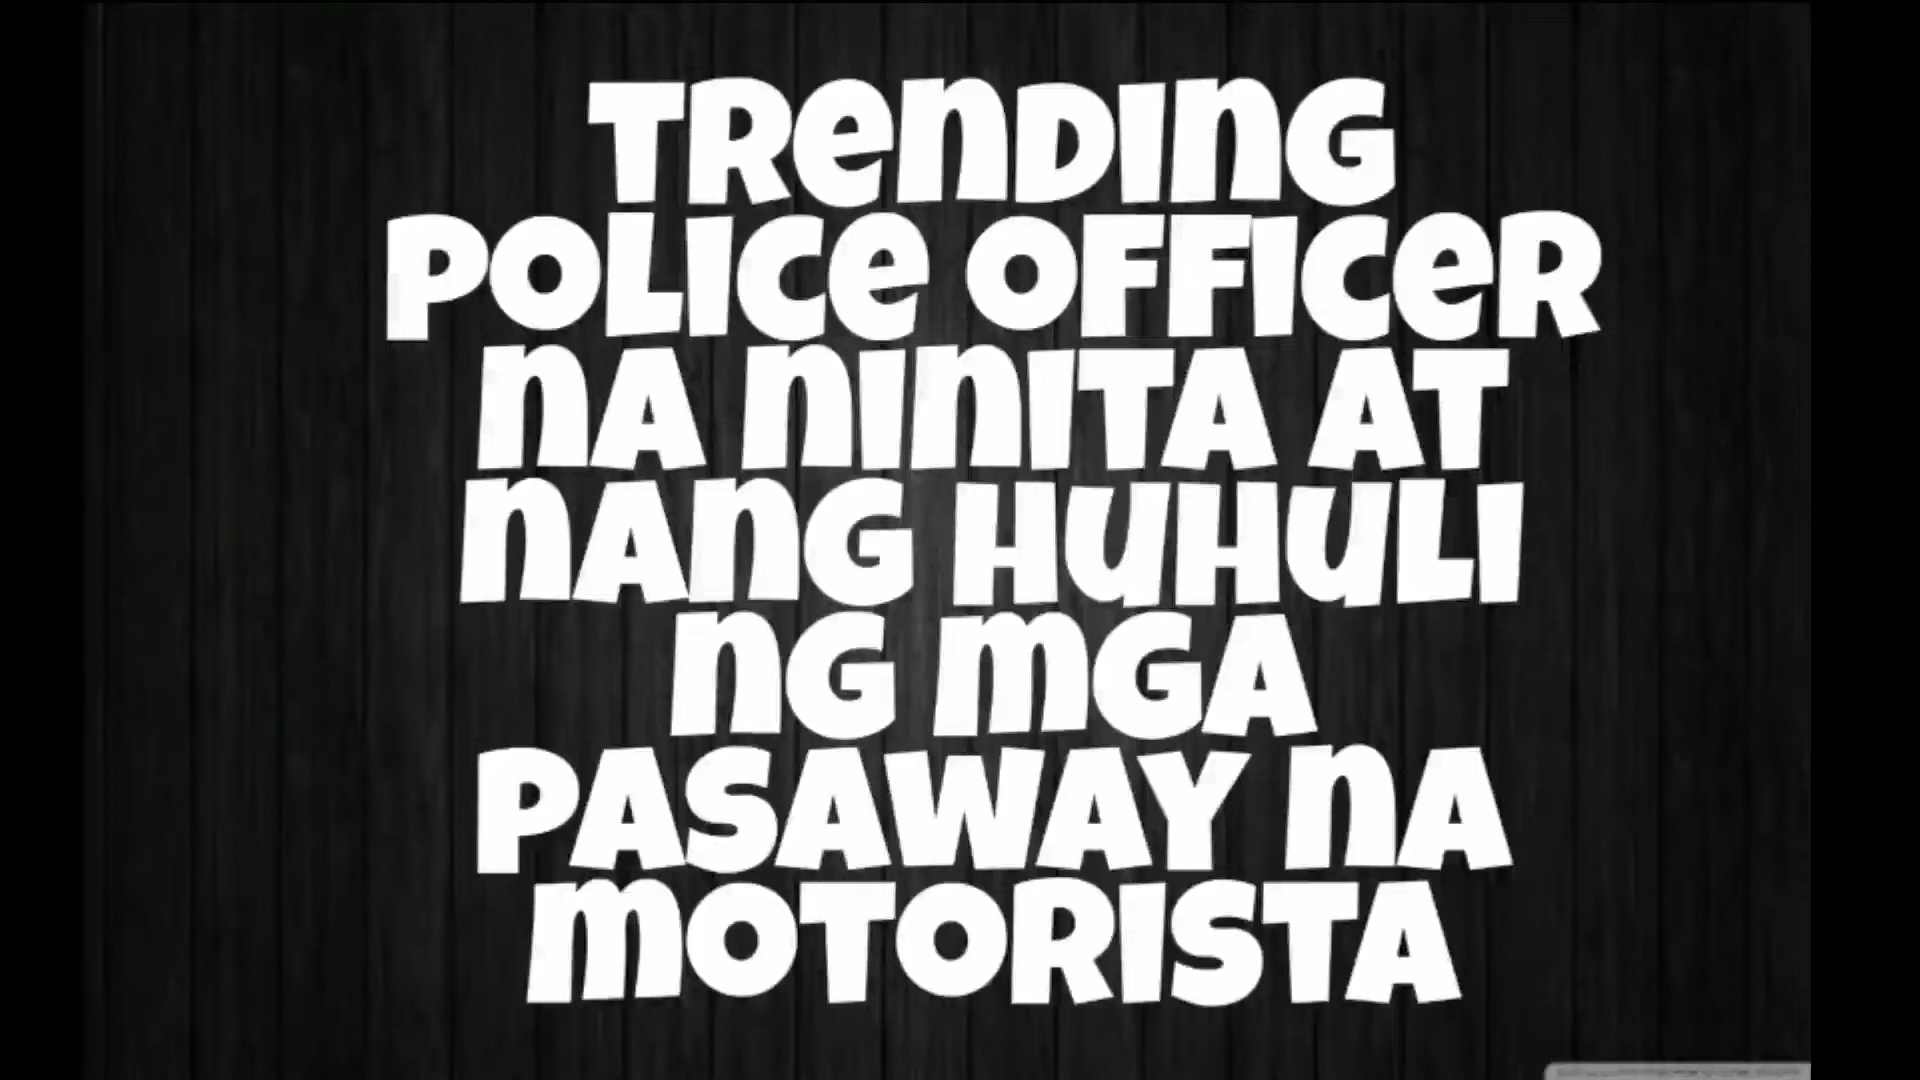 TRENDING
POLICE OFFICER
NA NINITA AT
NANG HUHULI
NG MGA
PASAWAY NA
MOTORISTA